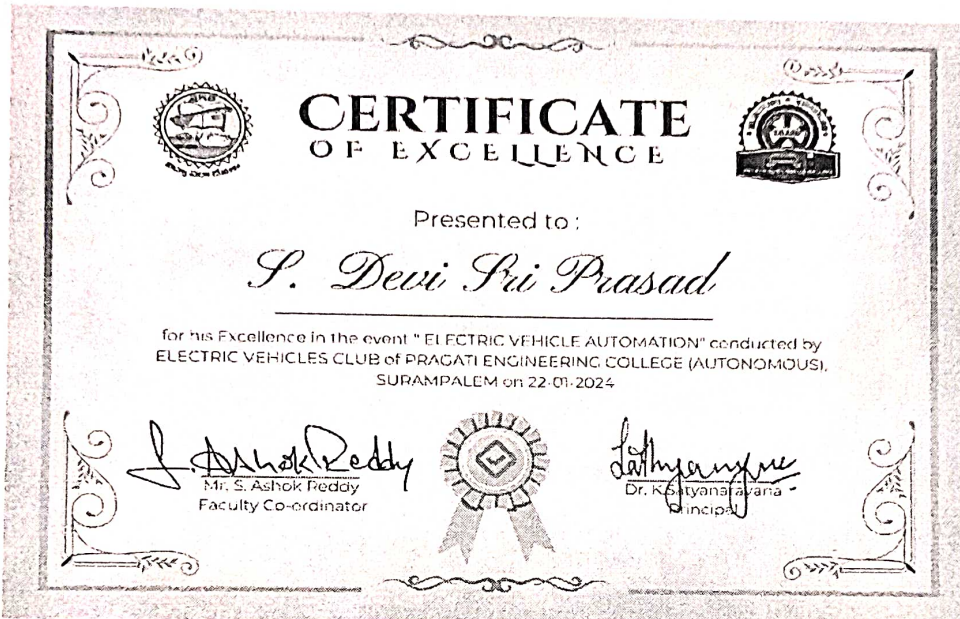 CERTIFICATE
OF EXCELLENCE
Presented to :
S. Devi Sri Prasad
for his Excellence in the event " ELECTRIC VEHICLE AUTOMATION" conducted by
ELECTRIC VEHICLES CLUB of PRAGATI ENGINEERING COLLEGE (AUTONOMOUS),
SURAMPALEM on 22-01-2024
S. Ashok Reddy
Mr. S. Ashok Reddy
Faculty Co-ordinator
Dr. K.Satyanarayana
Principal